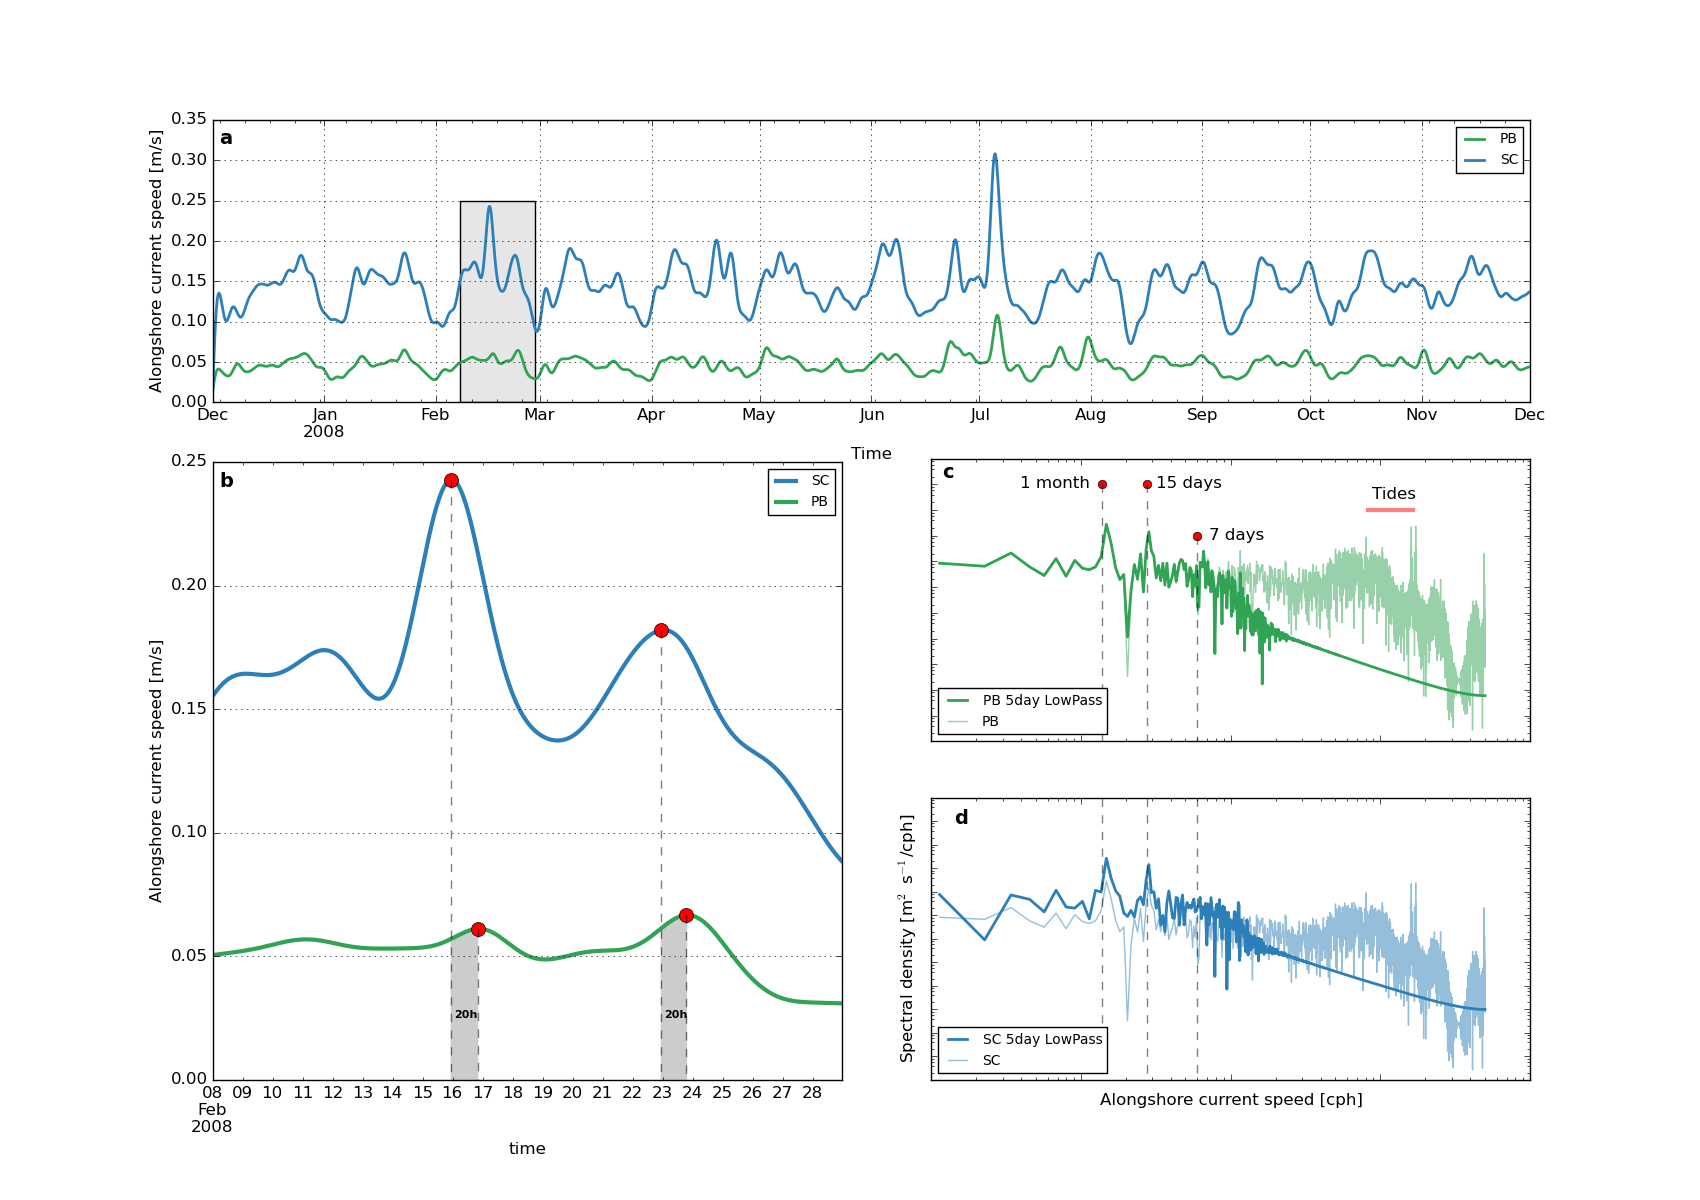 a
Alongshore current speed [m/s]
0.35
0.30
0.25
0.20
0.15
0.10
0.05
0.00
PB
SC
Dec Jan Feb Mar Apr May Jun Jul Aug Sep Oct Nov Dec
2008
Time
b
Alongshore current speed [m/s]
0.25
0.20
0.15
0.10
0.05
0.00
SC
PB
20h 20h
08 09 10 11 12 13 14 15 16 17 18 19 20 21 22 23 24 25 26 27 28
Feb
2008
time
c
1 month
15 days
7 days
Tides
PB 5day LowPass
PB
d
Spectral density [m² s⁻¹/cph]
SC 5day LowPass
SC
Alongshore current speed [cph]